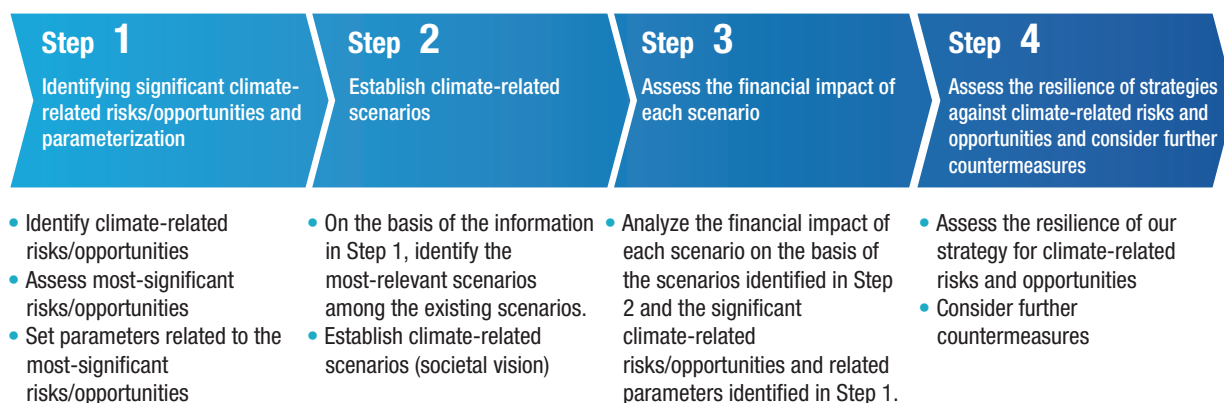 Step 1
Identifying significant climate-
related risks/opportunities and
parameterization
Step 2
Establish climate-related
scenarios
Step 3
Assess the financial impact of
each scenario
Step 4
Assess the resilience of strategies
against climate-related risks and
opportunities and consider further
countermeasures
• Identify climate-related
risks/opportunities
• Assess most-significant
risks/opportunities
• Set parameters related to the
most-significant
risks/opportunities
• On the basis of the information
in Step 1, identify the
most-relevant scenarios
among the existing scenarios.
• Establish climate-related
scenarios (societal vision)
• Analyze the financial impact of
each scenario on the basis of
the scenarios identified in Step
2 and the significant
climate-related
risks/opportunities and related
parameters identified in Step 1.
• Assess the resilience of our
strategy for climate-related
risks and opportunities
• Consider further
countermeasures